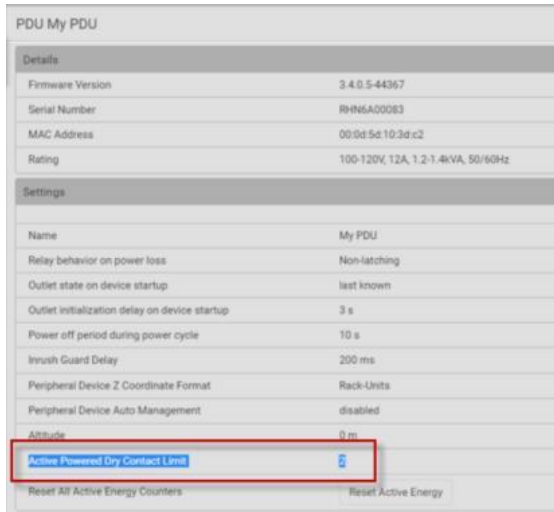 PDU My PDU
Details
Firmware Version 3.4.0.5-44367
Serial Number RHN6A00083
MAC Address 00:0d:5d:10:3d:c2
Rating 100-120V, 12A, 1.2-1.4kVA, 50/60Hz
Settings
Name My PDU
Relay behavior on power loss Non-latching
Outlet state on device startup last known
Outlet initialization delay on device startup 3 s
Power off period during power cycle 10 s
Inrush Guard Delay 200 ms
Peripheral Device Z Coordinate Format Rack-Units
Peripheral Device Auto Management disabled
Altitude 0 m
Active Powered Dry Contact Limit 2
Reset All Active Energy Counters Reset Active Energy